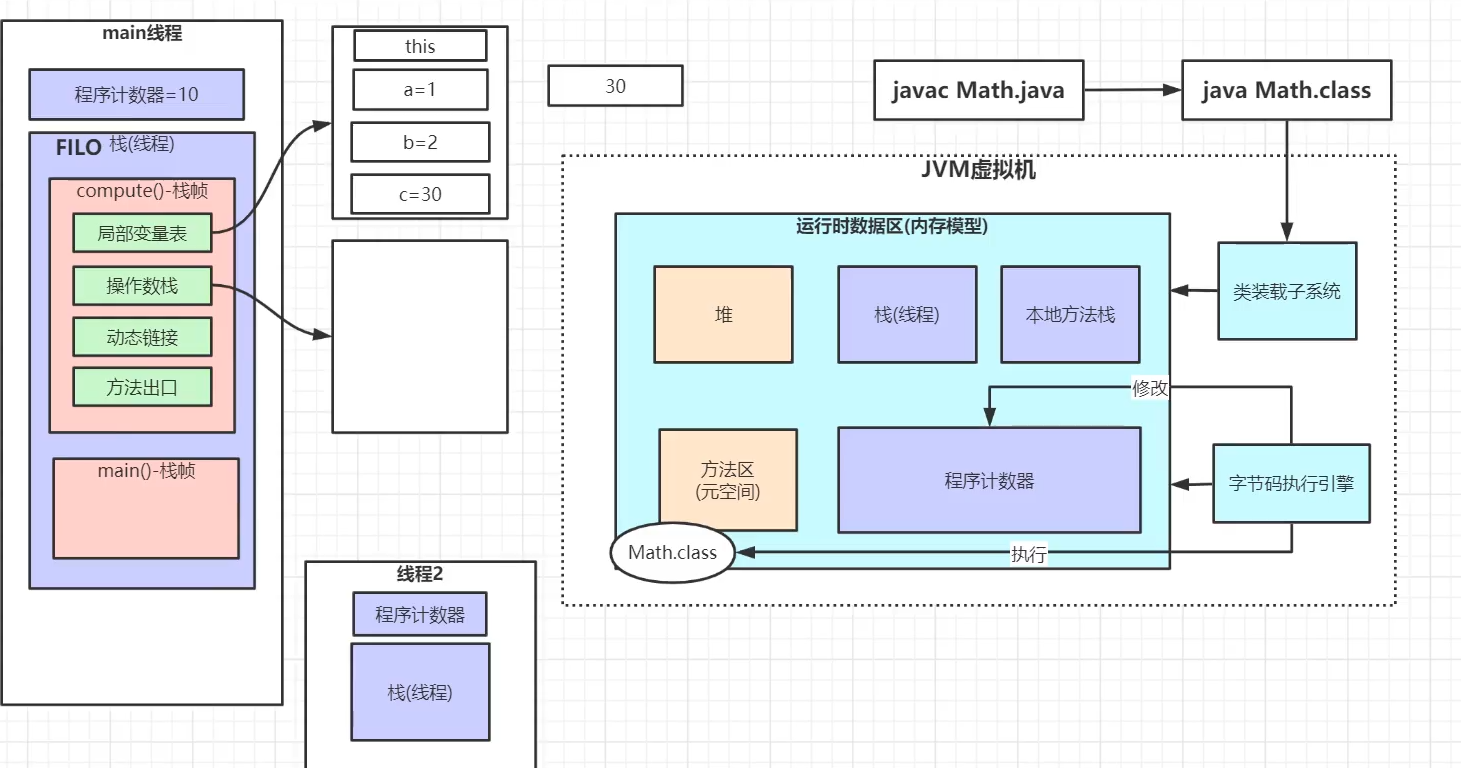 main线程
程序计数器=10
FILO 栈(线程)
compute()-栈帧
局部变量表
操作数栈
动态链接
方法出口
main()-栈帧
this
a=1
b=2
c=30
30
线程2
程序计数器
栈(线程)
javac Math.java
java Math.class
JVM虚拟机
运行时数据区(内存模型)
堆
栈(线程)
本地方法栈
类装载子系统
修改
方法区
(元空间)
程序计数器
字节码执行引擎
Math.class
执行